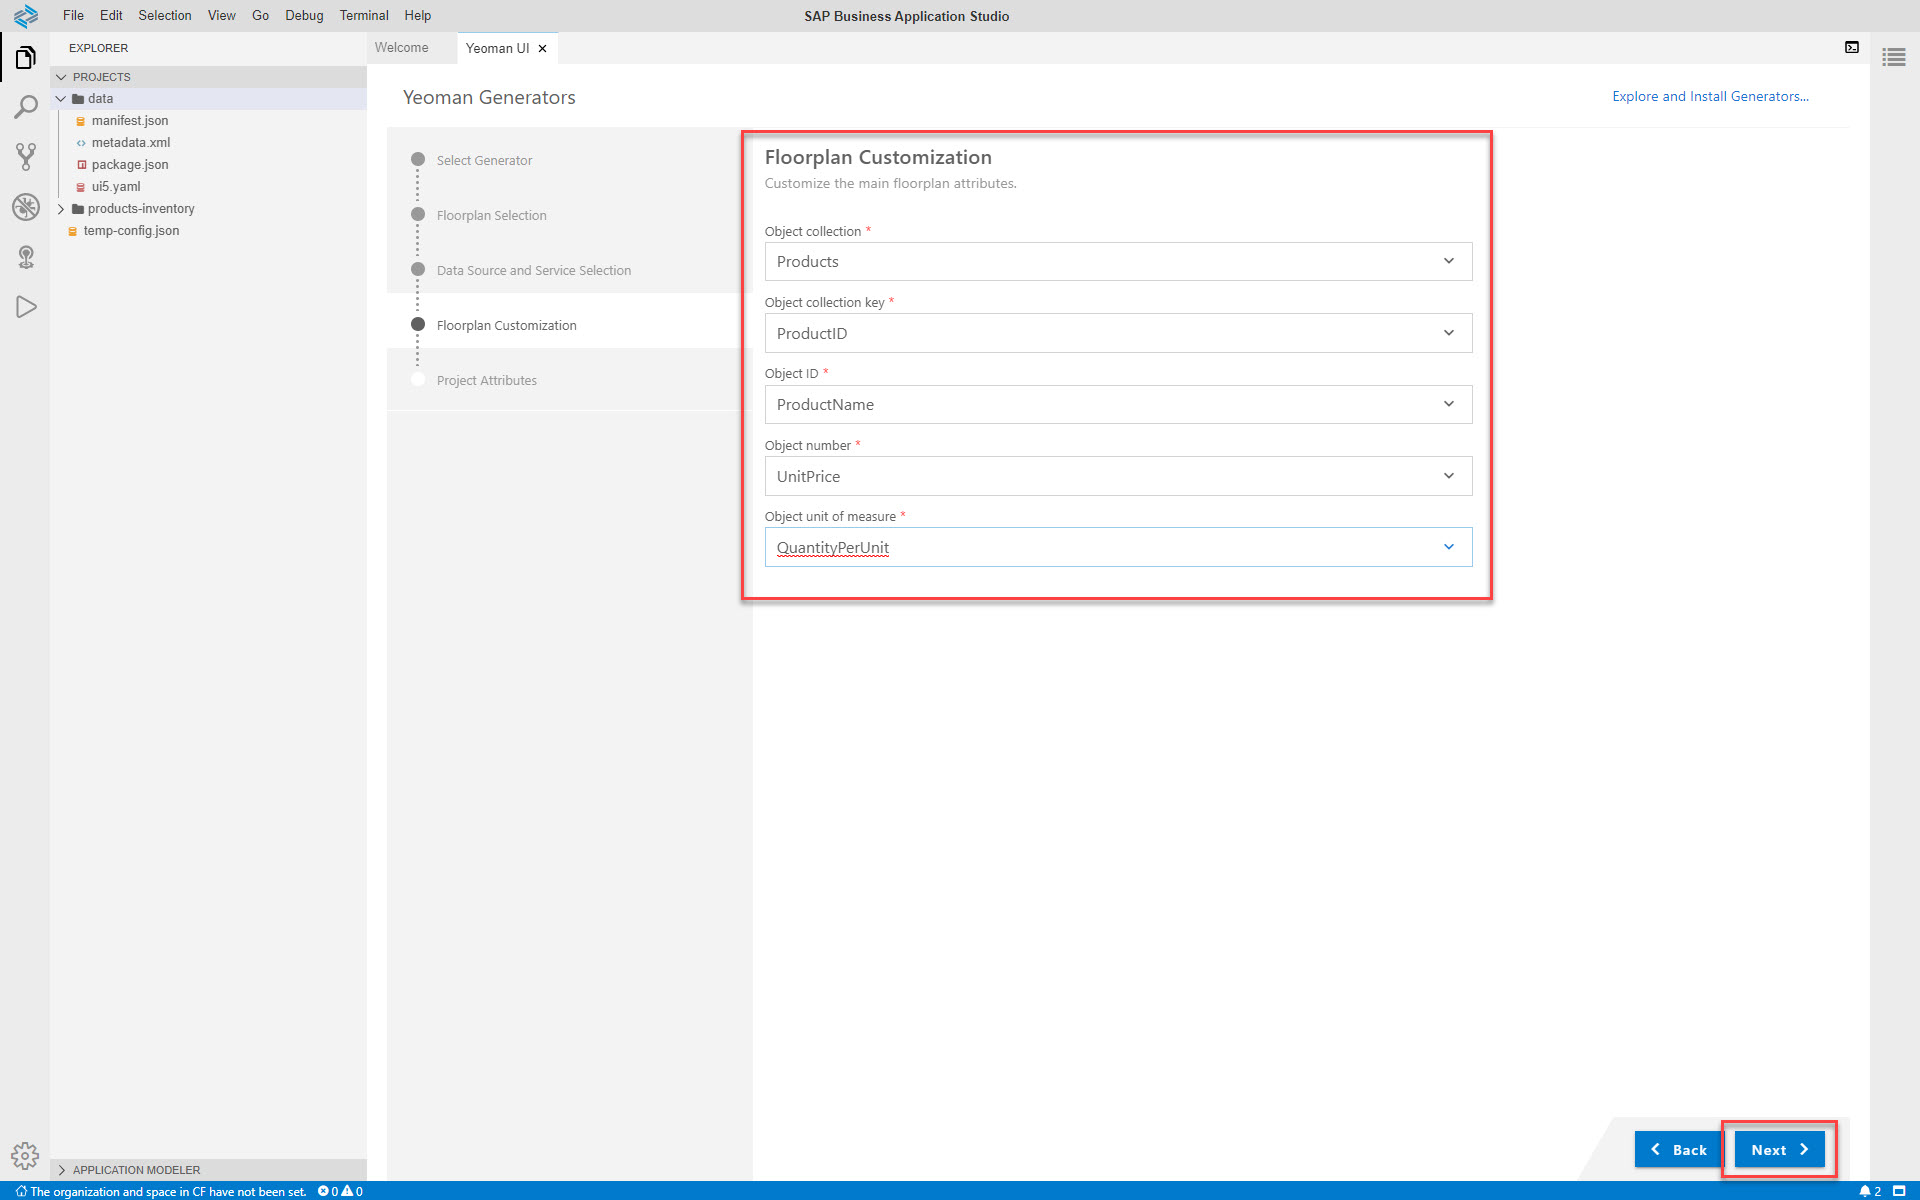 File Edit Selection View Go Debug Terminal Help
SAP Business Application Studio
EXPLORER
PROJECTS
data
manifest.json
metadata.xml
package.json
ui5.yaml
products-inventory
temp-config.json
APPLICATION MODELER
Welcome
Yeoman UI
Yeoman Generators
Explore and Install Generators...
Select Generator
Floorplan Selection
Data Source and Service Selection
Floorplan Customization
Project Attributes
Floorplan Customization
Customize the main floorplan attributes.
Object collection *
Products
Object collection key *
ProductID
Object ID *
ProductName
Object number *
UnitPrice
Object unit of measure *
QuantityPerUnit
Back
Next
The organization and space in CF have not been set. 0 0
2